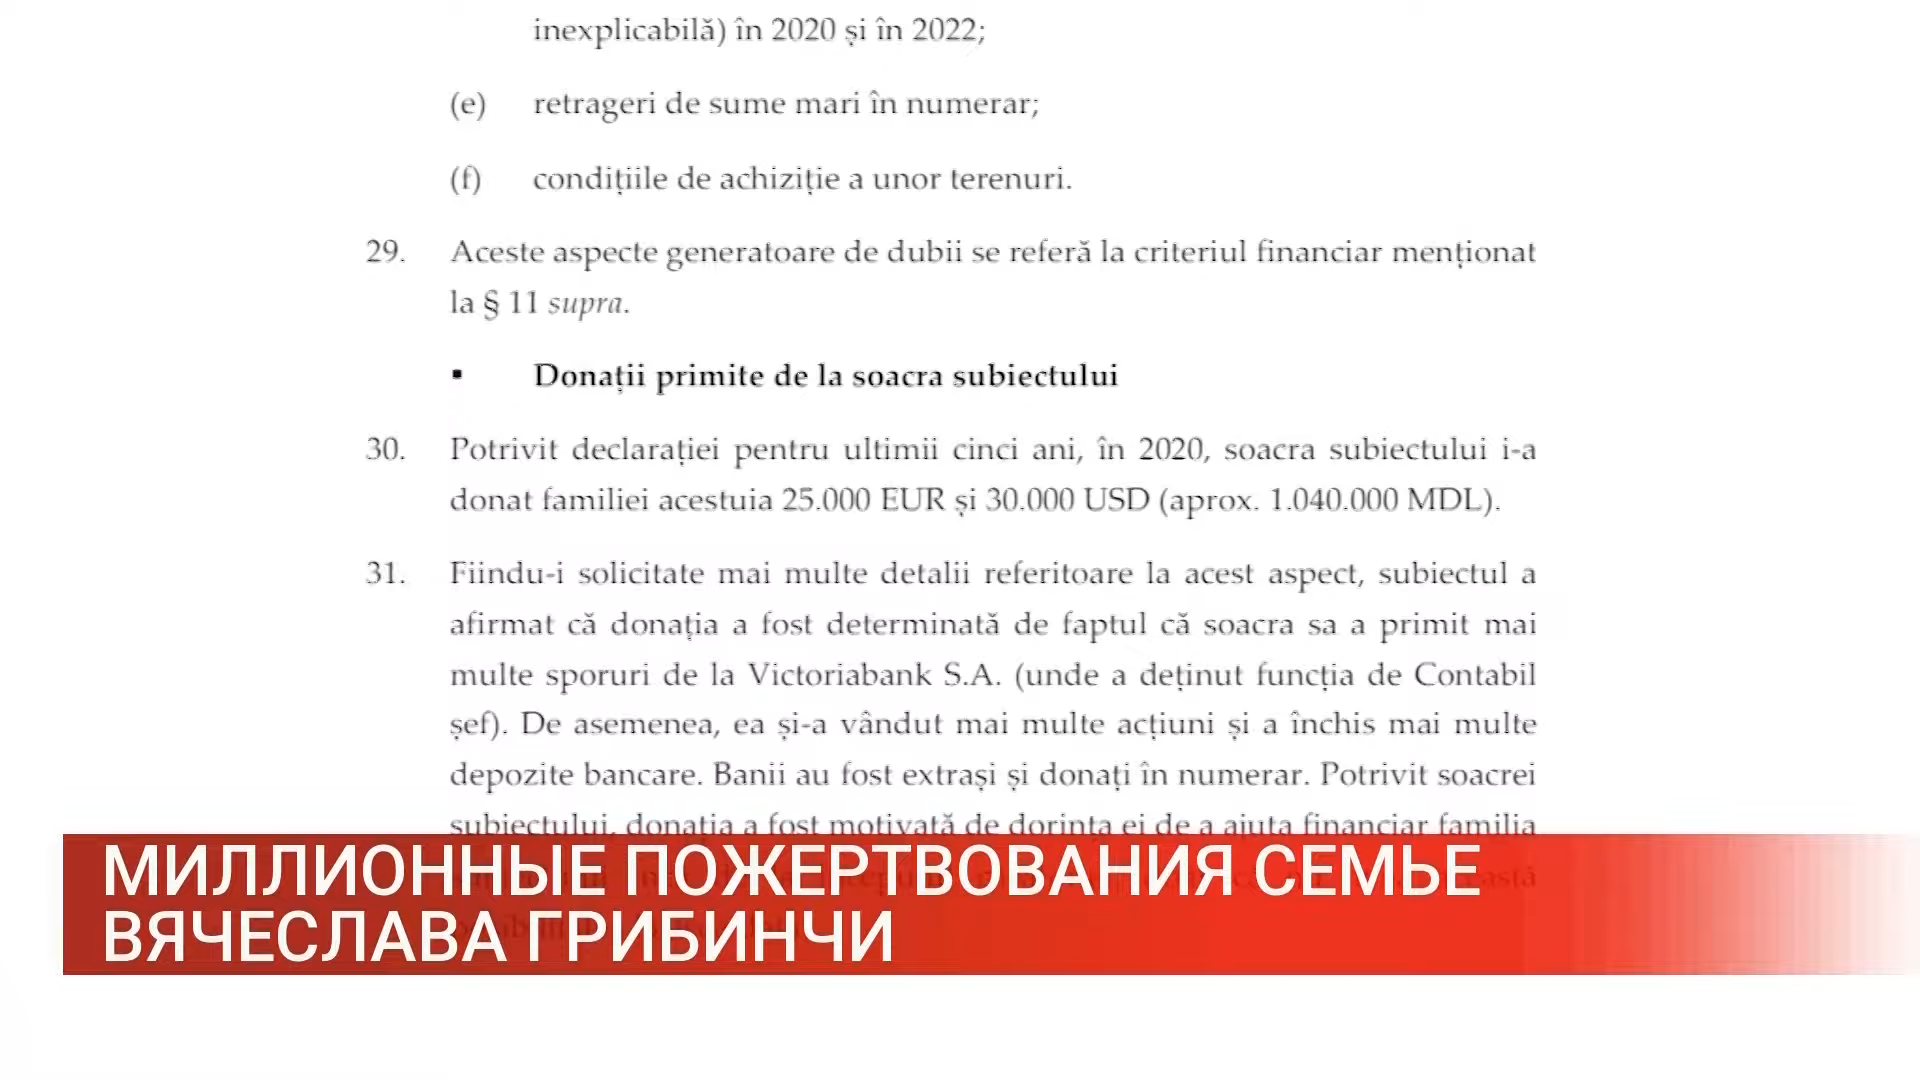 inexplicabilă) în 2020 și în 2022;
(e) retrageri de sume mari în numerar;
(f) condițiile de achiziție a unor terenuri.
29. Aceste aspecte generatoare de dubii se referă la criteriul financiar menționat
la § 11 supra.
▪ Donații primite de la soacra subiectului
30. Potrivit declarației pentru ultimii cinci ani, în 2020, soacra subiectului i-a
donat familiei acestuia 25.000 EUR și 30.000 USD (aprox. 1.040.000 MDL).
31. Fiindu-i solicitate mai multe detalii referitoare la acest aspect, subiectul a
afirmat că donația a fost determinată de faptul că soacra sa a primit mai
multe sporuri de la Victoriabank S.A. (unde a deținut funcția de Contabil
șef). De asemenea, ea și-a vândut mai multe acțiuni și a închis mai multe
depozite bancare. Banii au fost extrași și donați în numerar. Potrivit soacrei
subiectului, donația a fost motivată de dorința ei de a ajuta financiar familia
МИЛЛИОННЫЕ ПОЖЕРТВОВАНИЯ СЕМЬЕ
ВЯЧЕСЛАВА ГРИБИНЧИ